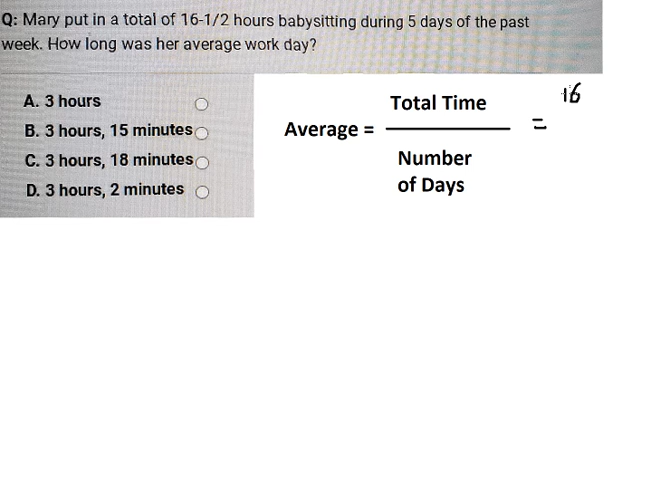 Q: Mary put in a total of 16-1/2 hours babysitting during 5 days of the past
week. How long was her average work day?
A. 3 hours
B. 3 hours, 15 minutes
C. 3 hours, 18 minutes
D. 3 hours, 2 minutes
Average = Total Time
Number
of Days
= 16